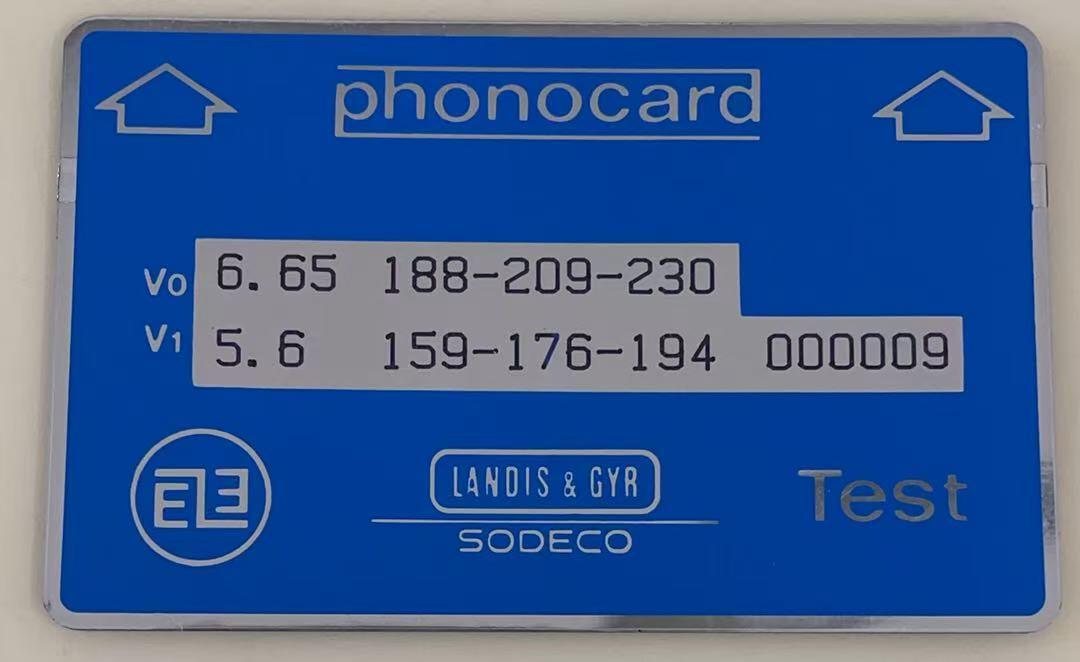 phonocard
V0 6.65 188-209-230
V1 5.6 159-176-194 000009
LANDIS & GYR
SODECO
Test